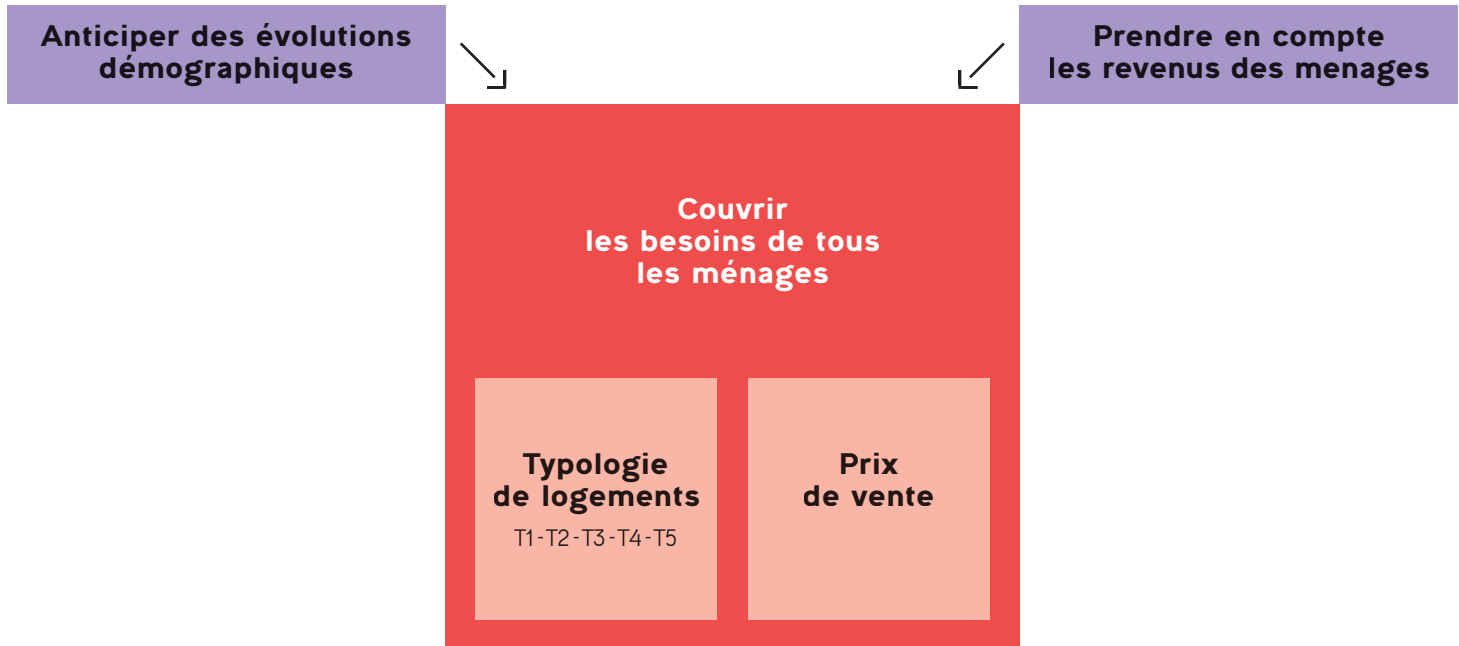 Anticiper des évolutions
démographiques
Prendre en compte
les revenus des menages
Couvrir
les besoins de tous
les ménages
Typologie
de logements
T1-T2-T3-T4-T5
Prix
de vente